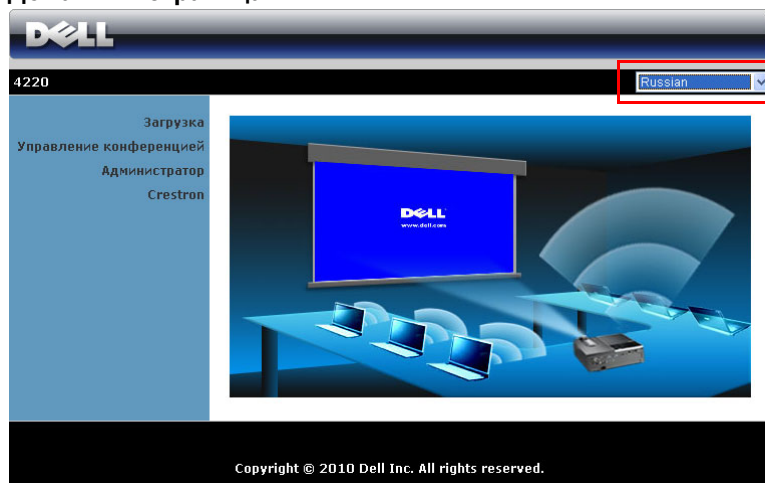 DELL
4220
Russian
Загрузка
Управление конференцией
Администратор
Crestron
DELL
www.dell.com
Copyright © 2010 Dell Inc. All rights reserved.